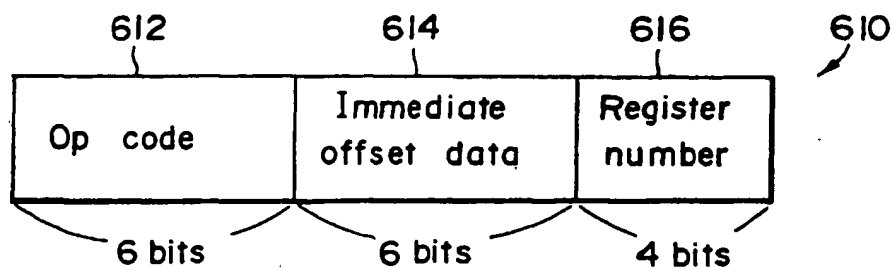 612 614 616 610
Op code
Immediate offset data
Register number
6 bits 6 bits 4 bits